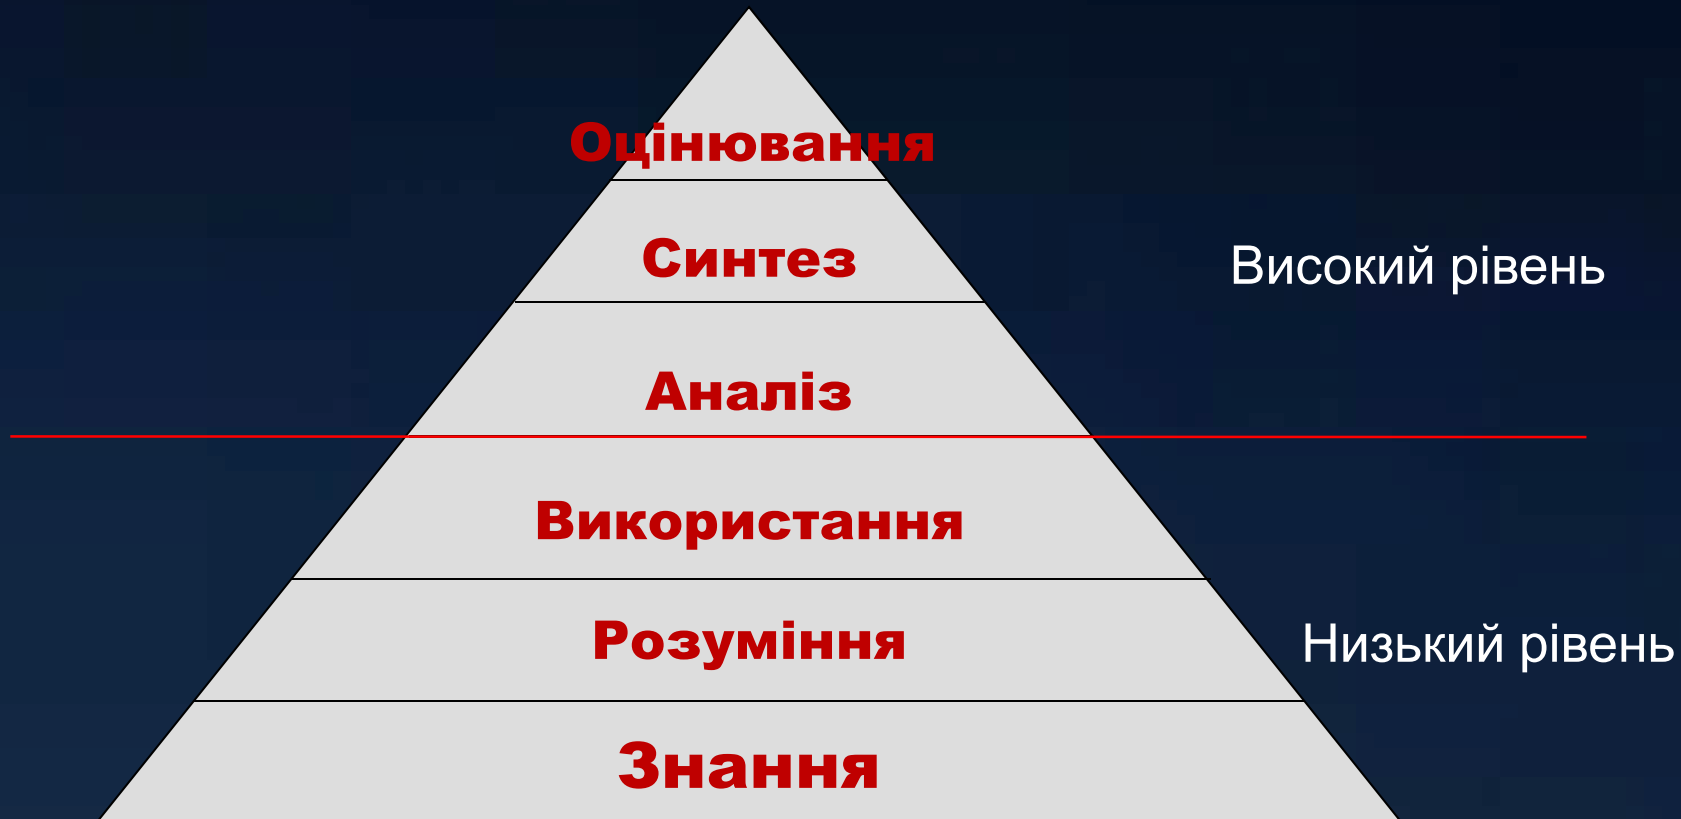 Оцінювання
Синтез
Високий рівень
Аналіз
Використання
Розуміння
Низький рівень
Знання